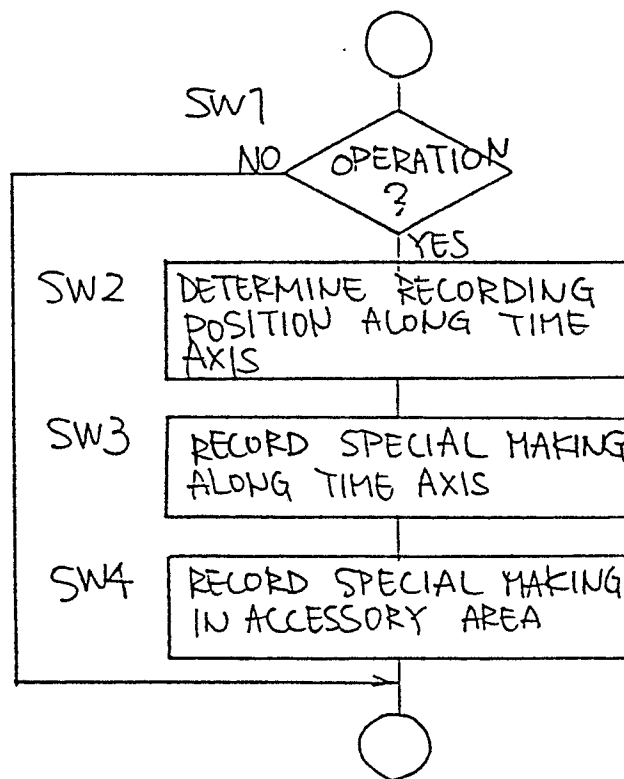 SW1
NO
OPERATION
?
YES
SW2
DETERMINE RECORDING
POSITION ALONG TIME
AXIS
SW3
RECORD SPECIAL MAKING
ALONG TIME AXIS
SW4
RECORD SPECIAL MAKING
IN ACCESSORY AREA